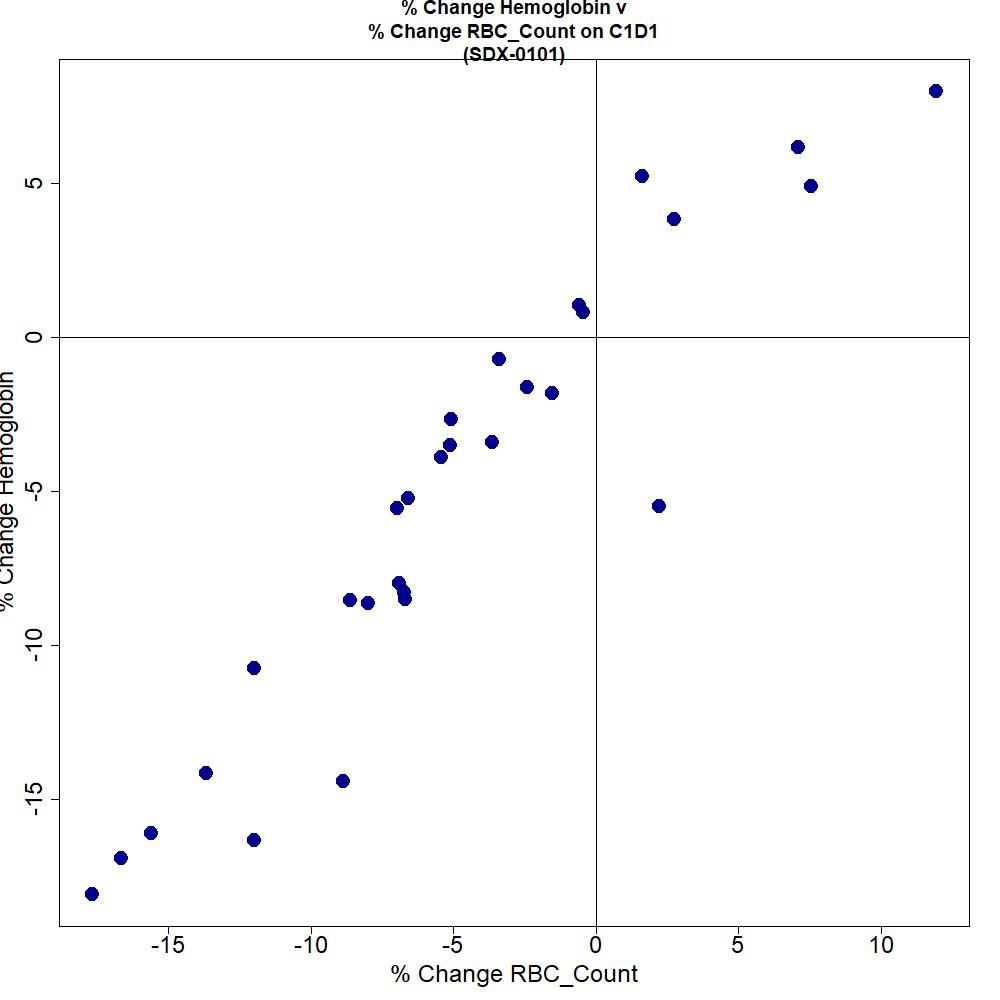 % Change Hemoglobin v
% Change RBC_Count on C1D1
(SDX-0101)
% Change Hemoglobin
5
0
-5
-10
-15
-15
-10
-5
0
5
10
% Change RBC_Count